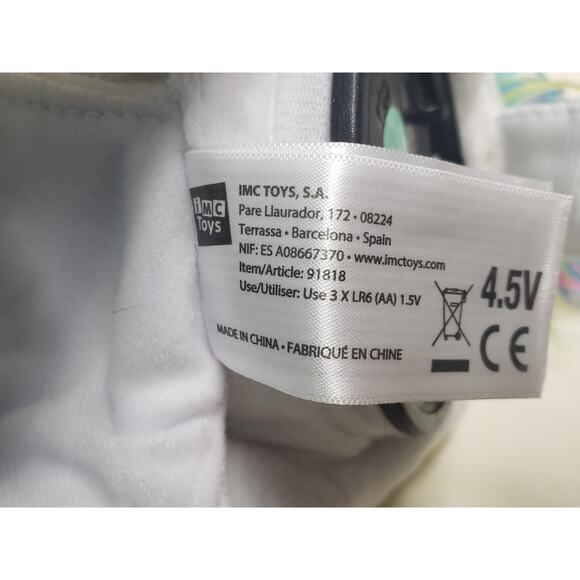 iMC
Toys
IMC TOYS, S.A.
Pare Llaurador, 172 • 08224
Terrassa • Barcelona • Spain
NIF: ES A08667370 • www.imctoys.com
Item/Article: 91818
Use/Utiliser: Use 3 X LR6 (AA) 1.5V
4.5V
CE
MADE IN CHINA • FABRIQUÉ EN CHINE